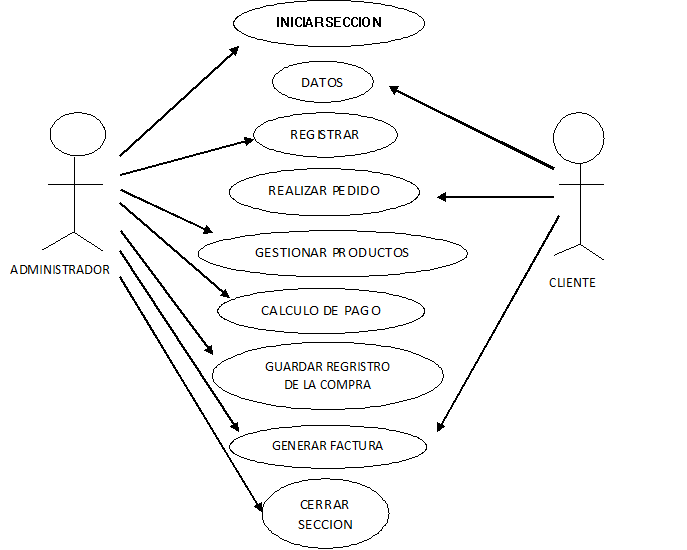 INICIARSECCION
DATOS
REGISTRAR
REALIZAR PEDIDO
GESTIONAR PRODUCTOS
ADMINISTRADOR
CLIENTE
CALCULO DE PAGO
GUARDAR REGRISTRO
DE LA COMPRA
GENERAR FACTURA
CERRAR
SECCION